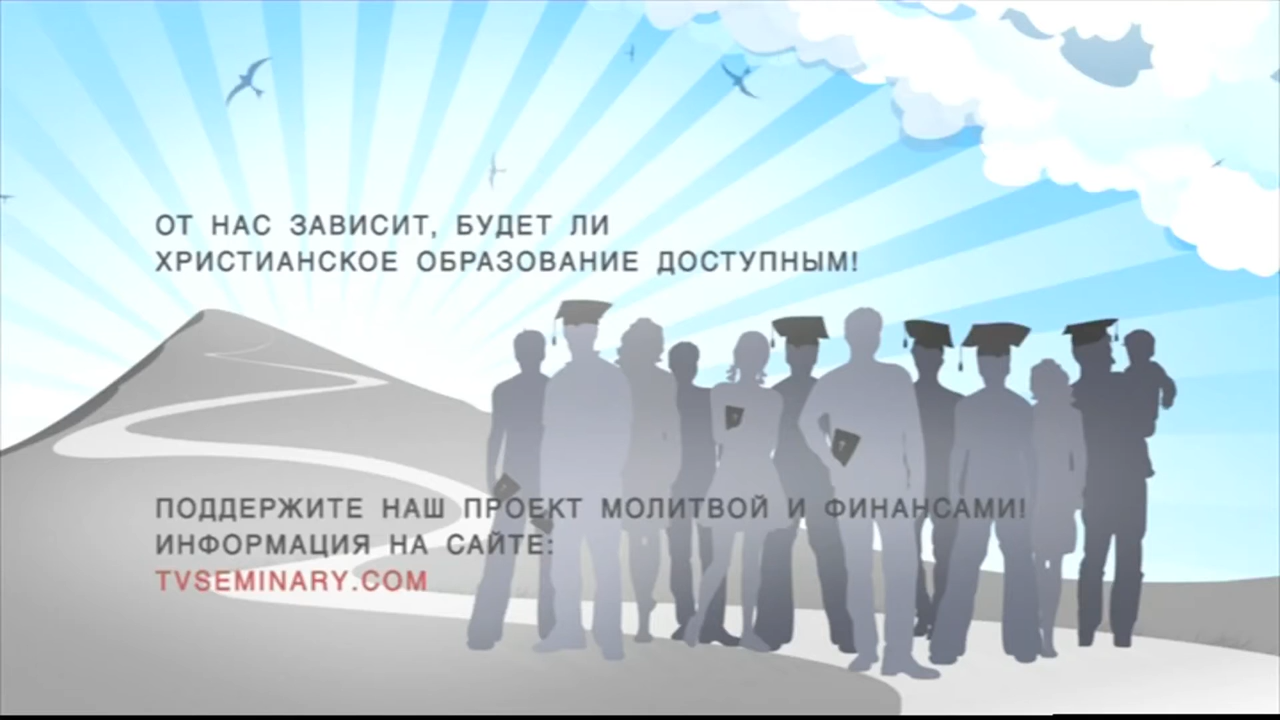 ОТ НАС ЗАВИСИТ, БУДЕТ ЛИ
ХРИСТИАНСКОЕ ОБРАЗОВАНИЕ ДОСТУПНЫМ!
ПОДДЕРЖИТЕ НАШ ПРОЕКТ МОЛИТВОЙ И ФИНАНСАМИ!
ИНФОРМАЦИЯ НА САЙТЕ:
TVSEMINARY.COM